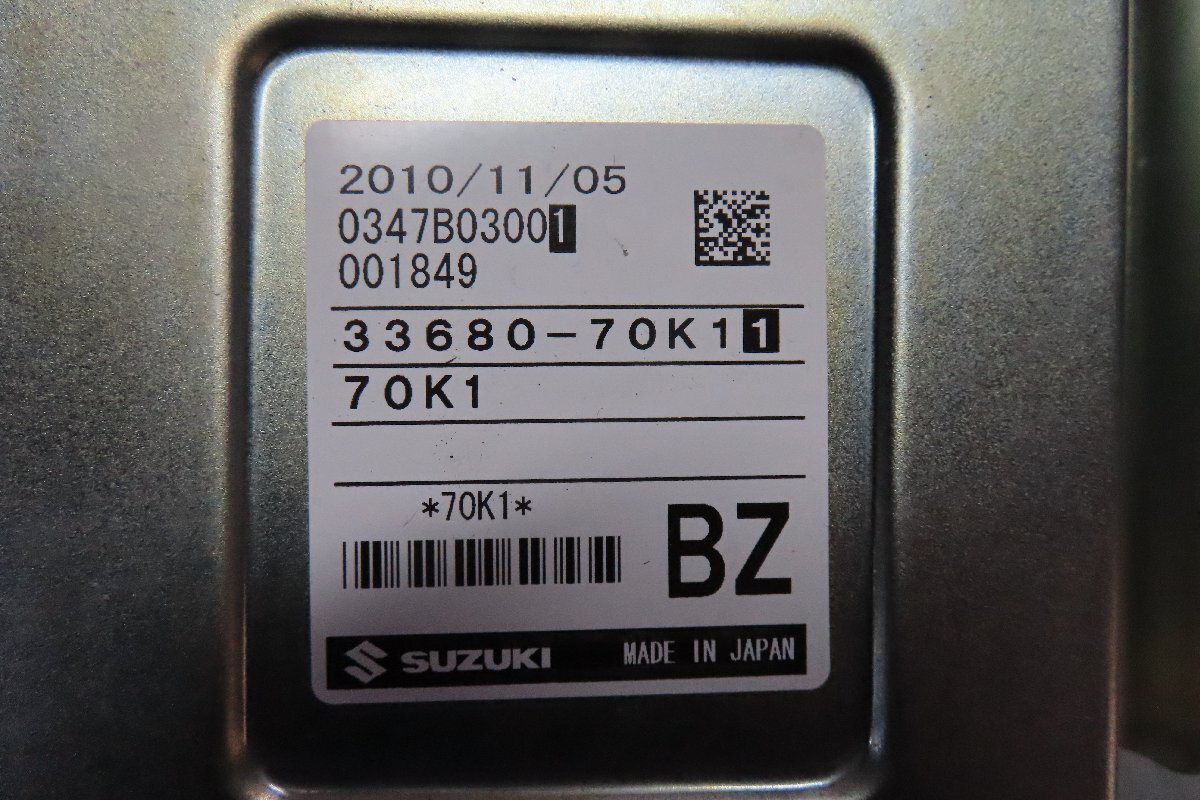 2010/11/05
0347B03001
001849
33680-70K11
70K1
*70K1*
BZ
SUZUKI MADE IN JAPAN